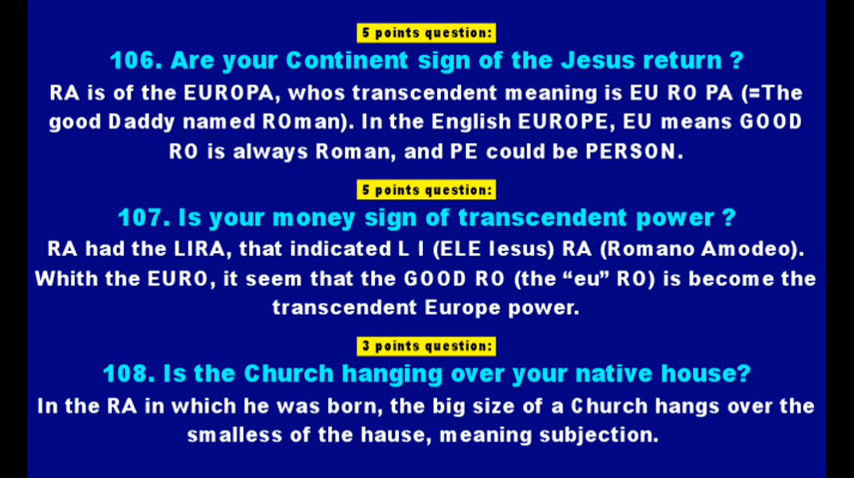 5 points question:
106. Are your Continent sign of the Jesus return ?
RA is of the EUROPA, whos transcendent meaning is EU RO PA (=The
good Daddy named ROman). In the English EUROPE, EU means GOOD
RO is always Roman, and PE could be PERSON.
5 points question:
107. Is your money sign of transcendent power ?
RA had the LIRA, that indicated L I (ELE Iesus) RA (Romano Amodeo).
Whith the EURO, it seem that the GOOD RO (the “eu” RO) is become the
transcendent Europe power.
3 points question:
108. Is the Church hanging over your native house?
In the RA in which he was born, the big size of a Church hangs over the
smalless of the hause, meaning subjection.